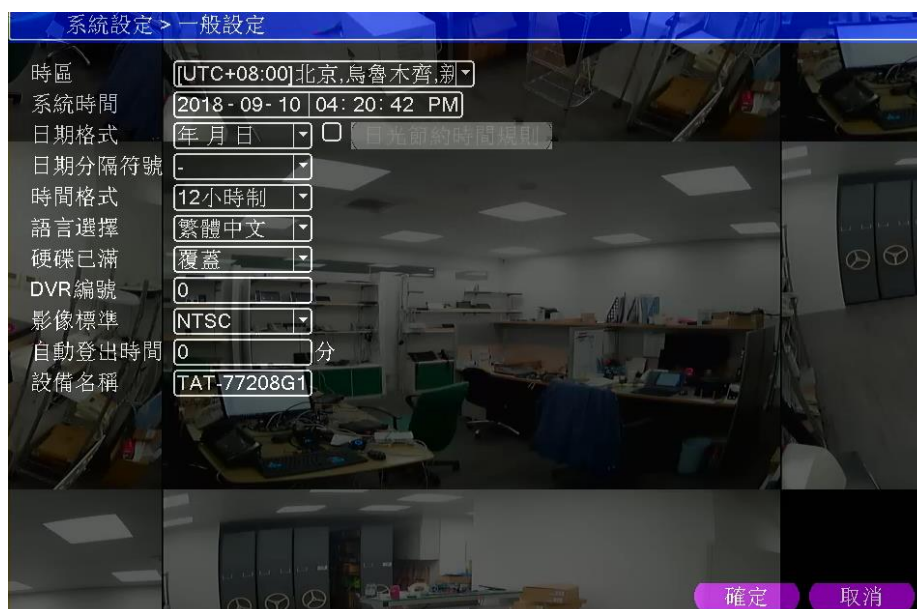 系統設定 > 一般設定
時區 [UTC+08:00]北京,烏魯木齊,新
系統時間 2018-09-10 04:20:42 PM
日期格式 年 月 日 日光節約時間規則
日期分隔符號 -
時間格式 12小時制
語言選擇 繁體中文
硬碟已滿 覆蓋
DVR編號 0
影像標準 NTSC
自動登出時間 0 分
設備名稱 TAT-77208G1
確定 取消